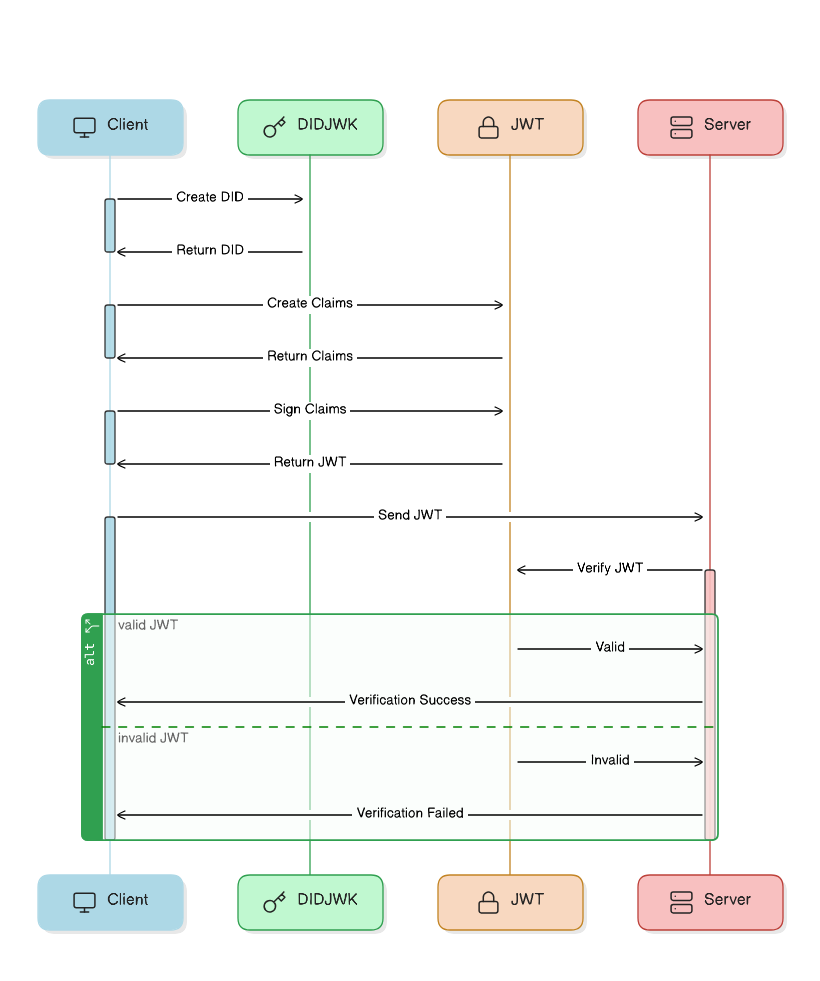 Client
DIDJWK
JWT
Server
Create DID
Return DID
Create Claims
Return Claims
Sign Claims
Return JWT
Send JWT
Verify JWT
alt
valid JWT
Valid
Verification Success
invalid JWT
Invalid
Verification Failed
Client
DIDJWK
JWT
Server